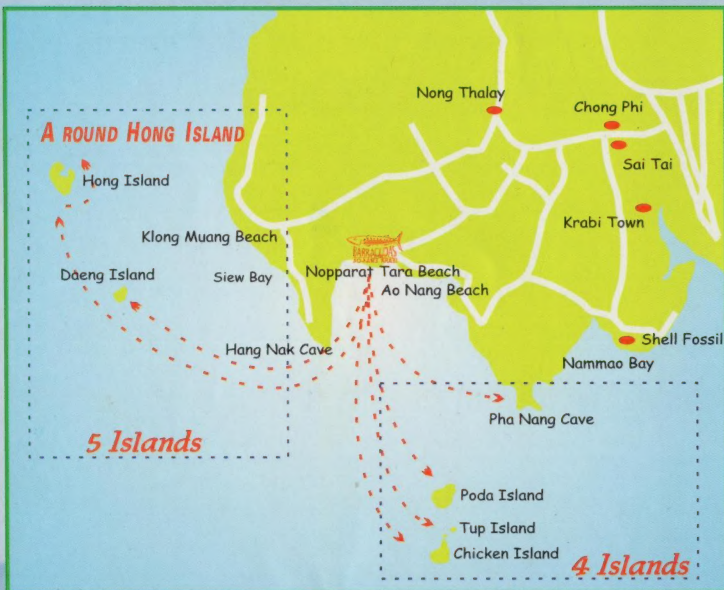 Nong Thalay
Chong Phi
A ROUND HONG ISLAND
Sai Tai
Hong Island
Krabi Town
Klong Muang Beach
BARRACUDAS
Nopparat Tara Beach
Daeng Island
Siew Bay
Ao Nang Beach
Shell Fossil
Hang Nak Cave
Nammao Bay
Pha Nang Cave
5 Islands
Poda Island
Tup Island
Chicken Island
4 Islands